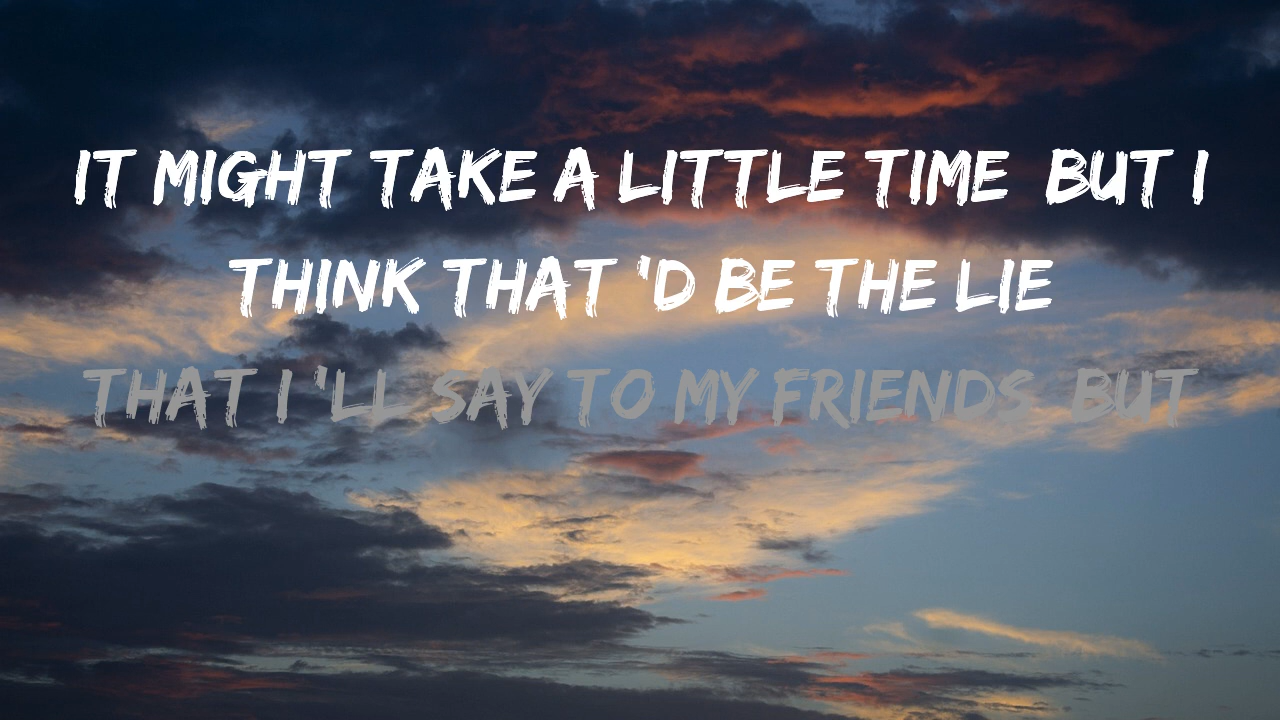 IT MIGHT TAKE A LITTLE TIME  BUT I
THINK THAT 'D BE THE LIE
THAT I 'LL SAY TO MY FRIENDS  BUT